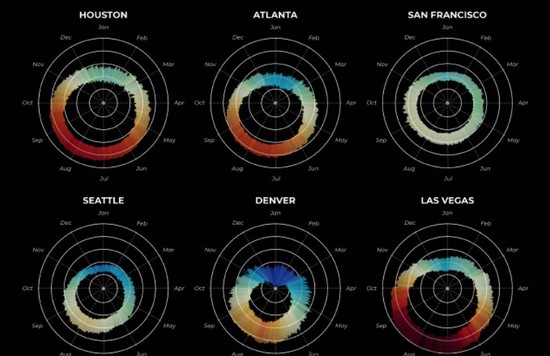 HOUSTON ATLANTA SAN FRANCISCO
Jan Jan Jan
Dec Feb Dec Feb Dec Feb
Nov Mar Nov Mar Nov Mar
Oct Apr Oct Apr Oct Apr
Sep May Sep May Sep May
Aug Jun Aug Jun Aug Jun
Jul Jul Jul
SEATTLE DENVER LAS VEGAS
Jan Jan Jan
Dec Feb Dec Feb Dec Feb
Nov Mar Nov Mar Nov Mar
Oct Apr Oct Apr Oct Apr
Sep May Sep May Sep May
Aug Jun Aug Jun Aug Jun